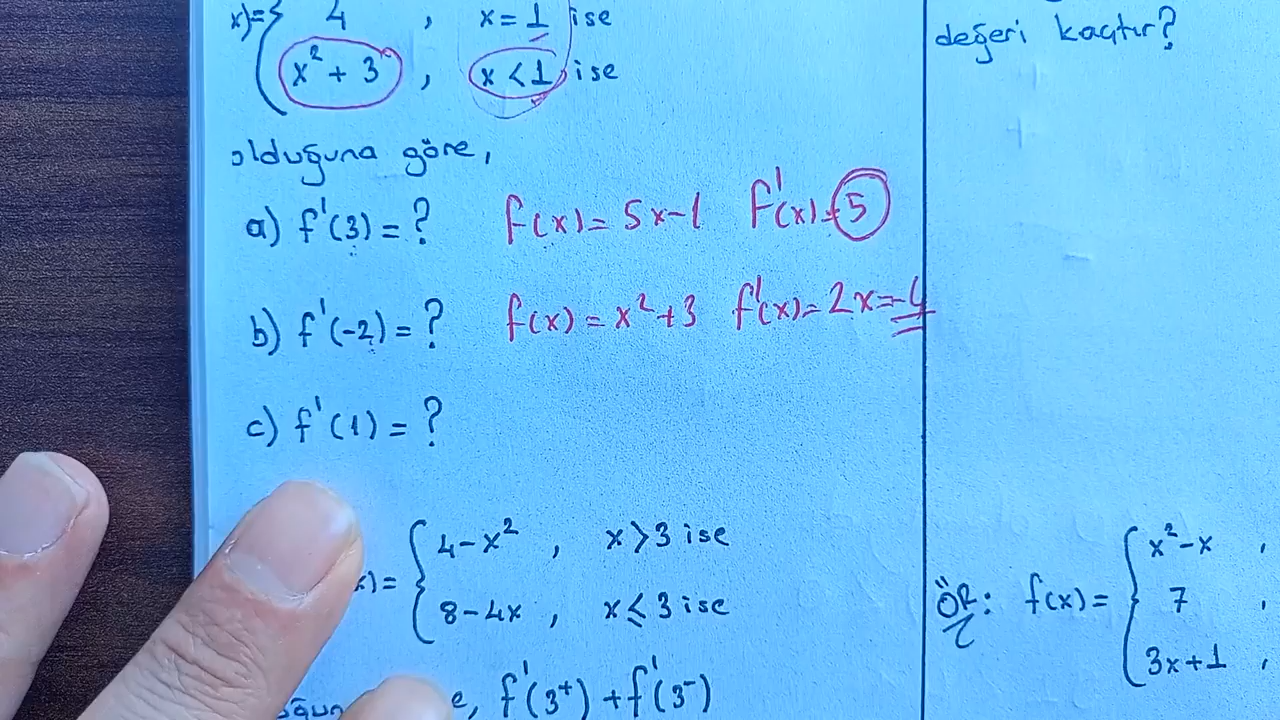 x)={ 4 , x=1 ise
x²+3 , x<1 ise
olduğuna göre,
a) f'(3)=? f(x)=5x-1 f'(x)=5
b) f'(-2)=? f(x)=x²+3 f'(x)=2x=-4
c) f'(1)=?
x)= { 4-x² , x>3 ise
8-4x , x≤3 ise
f'(3⁺)+f'(3⁻)
değeri kaçtır?
ÖR: f(x)= { x²-x ,
7 ,
3x+1 ,